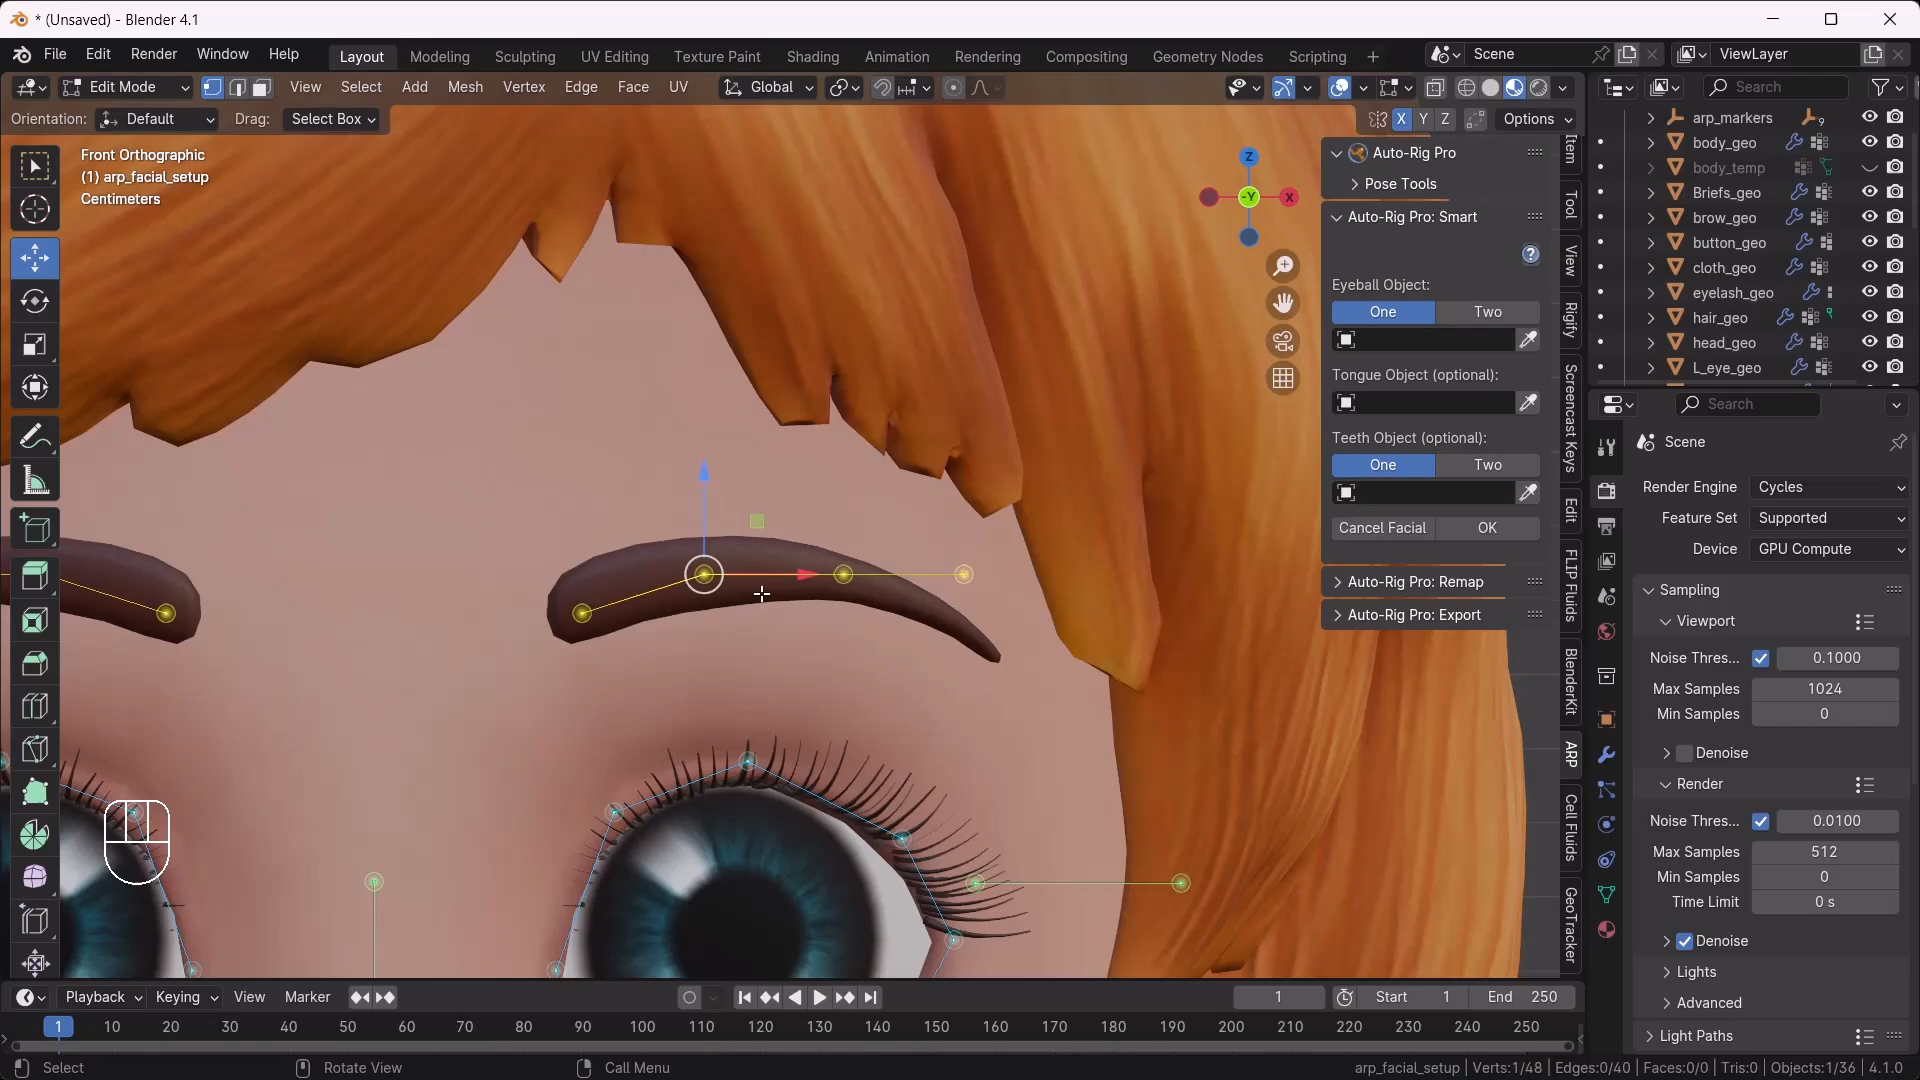 * (Unsaved) - Blender 4.1
File Edit Render Window Help Layout Modeling Sculpting UV Editing Texture Paint Shading Animation Rendering Compositing Geometry Nodes Scripting Scene ViewLayer
Edit Mode View Select Add Mesh Vertex Edge Face UV Global Search
Orientation: Default Drag: Select Box X Y Z Options
Front Orthographic
(1) arp_facial_setup
Centimeters
Z
-Y X
Auto-Rig Pro
Pose Tools
Auto-Rig Pro: Smart
?
Eyeball Object:
One Two
Tongue Object (optional):
Teeth Object (optional):
One Two
Cancel Facial OK
Auto-Rig Pro: Remap
Auto-Rig Pro: Export
Item
Tool
View
Rigify
Screencast Keys
Edit
FLIP Fluids
BlenderKit
ARP
Cell Fluids
GeoTracker
arp_markers 9
body_geo
body_temp
Briefs_geo
brow_geo
button_geo
cloth_geo
eyelash_geo
hair_geo
head_geo
L_eye_geo
Search
Scene
Render Engine Cycles
Feature Set Supported
Device GPU Compute
Sampling
Viewport
Noise Thres... 0.1000
Max Samples 1024
Min Samples 0
Denoise
Render
Noise Thres... 0.0100
Max Samples 512
Min Samples 0
Time Limit 0 s
Denoise
Lights
Advanced
Light Paths
Playback Keying View Marker 1 Start 1 End 250
1 10 20 30 40 50 60 70 80 90 100 110 120 130 140 150 160 170 180 190 200 210 220 230 240 250
Select Rotate View Call Menu arp_facial_setup | Verts:1/48 | Edges:0/40 | Faces:0/0 | Tris:0 | Objects:1/36 | 4.1.0